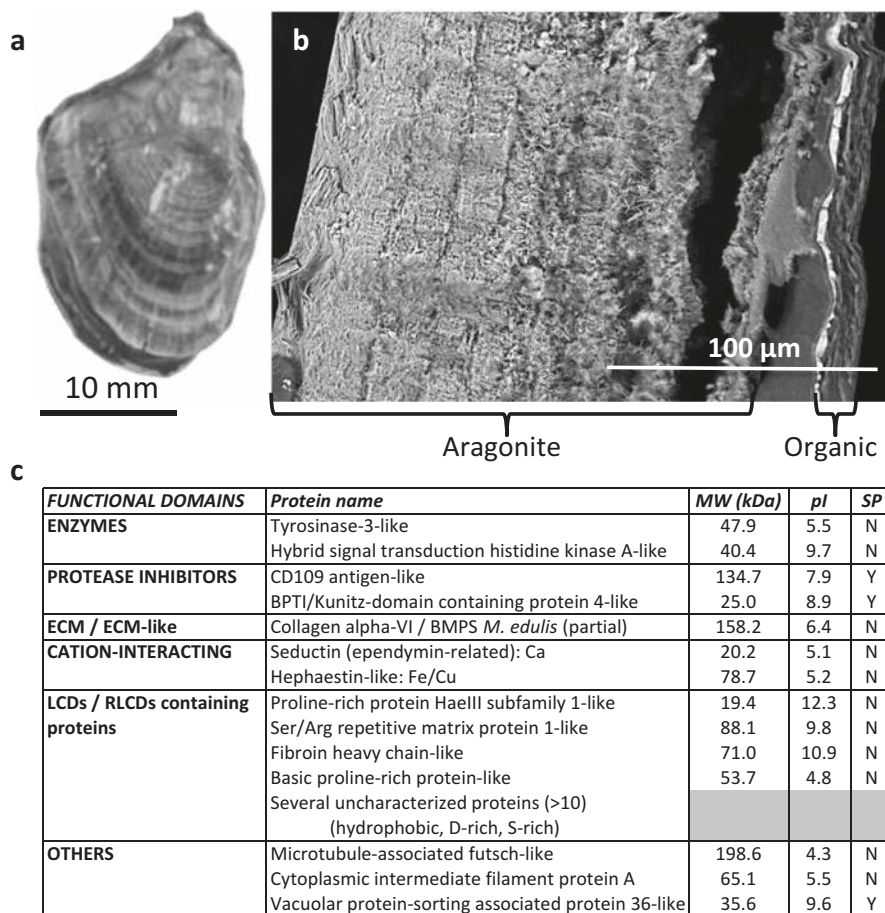 a
b
10 mm
100 µm
Aragonite
Organic
c
FUNCTIONAL DOMAINS Protein name MW (kDa) pI SP
ENZYMES Tyrosinase-3-like 47.9 5.5 N
Hybrid signal transduction histidine kinase A-like 40.4 9.7 N
PROTEASE INHIBITORS CD109 antigen-like 134.7 7.9 Y
BPTI/Kunitz-domain containing protein 4-like 25.0 8.9 Y
ECM / ECM-like Collagen alpha-VI / BMPS M. edulis (partial) 158.2 6.4 N
CATION-INTERACTING Seductin (ependymin-related): Ca 20.2 5.1 N
Hephaestin-like: Fe/Cu 78.7 5.2 N
LCDs / RLCDs containing Proline-rich protein HaeIII subfamily 1-like 19.4 12.3 N
proteins Ser/Arg repetitive matrix protein 1-like 88.1 9.8 N
Fibroin heavy chain-like 71.0 10.9 N
Basic proline-rich protein-like 53.7 4.8 N
Several uncharacterized proteins (>10)
(hydrophobic, D-rich, S-rich)
OTHERS Microtubule-associated futsch-like 198.6 4.3 N
Cytoplasmic intermediate filament protein A 65.1 5.5 N
Vacuolar protein-sorting associated protein 36-like 35.6 9.6 Y